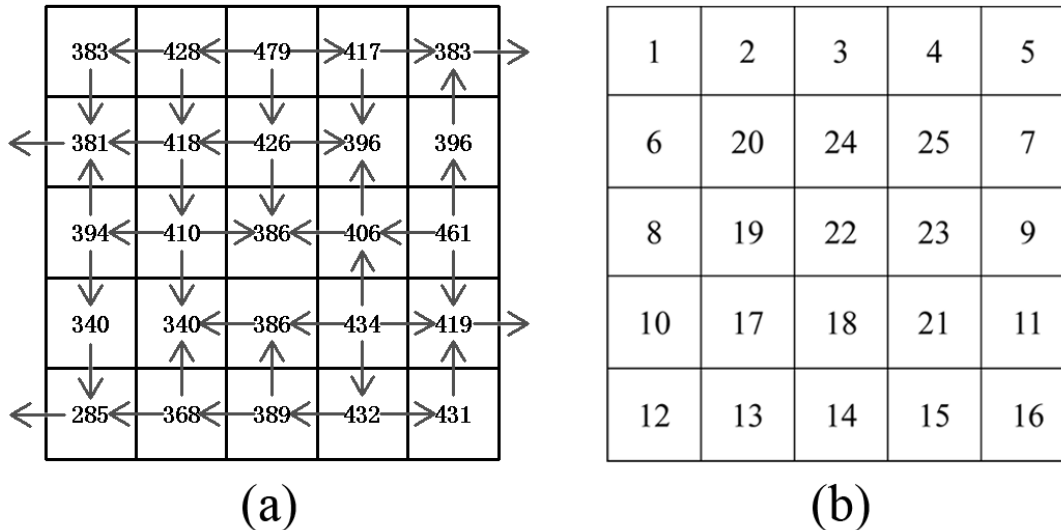 383 428 479 417 383
381 418 426 396 396
394 410 386 406 461
340 340 386 434 419
285 368 389 432 431
(a)
1 2 3 4 5
6 20 24 25 7
8 19 22 23 9
10 17 18 21 11
12 13 14 15 16
(b)